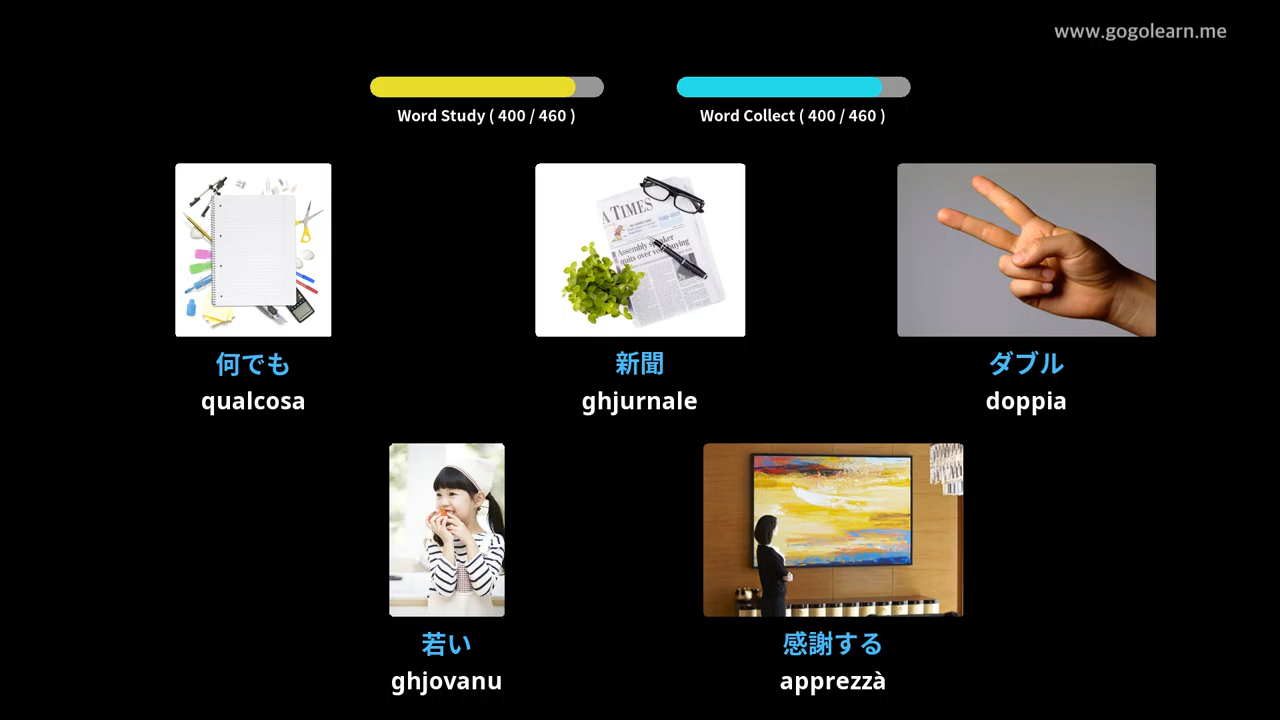 www.gogolearn.me
Word Study ( 400 / 460 )
Word Collect ( 400 / 460 )
A TIMES
何でも
qualcosa
新聞
ghjurnale
ダブル
doppia
若い
ghjovanu
感謝する
apprezzà